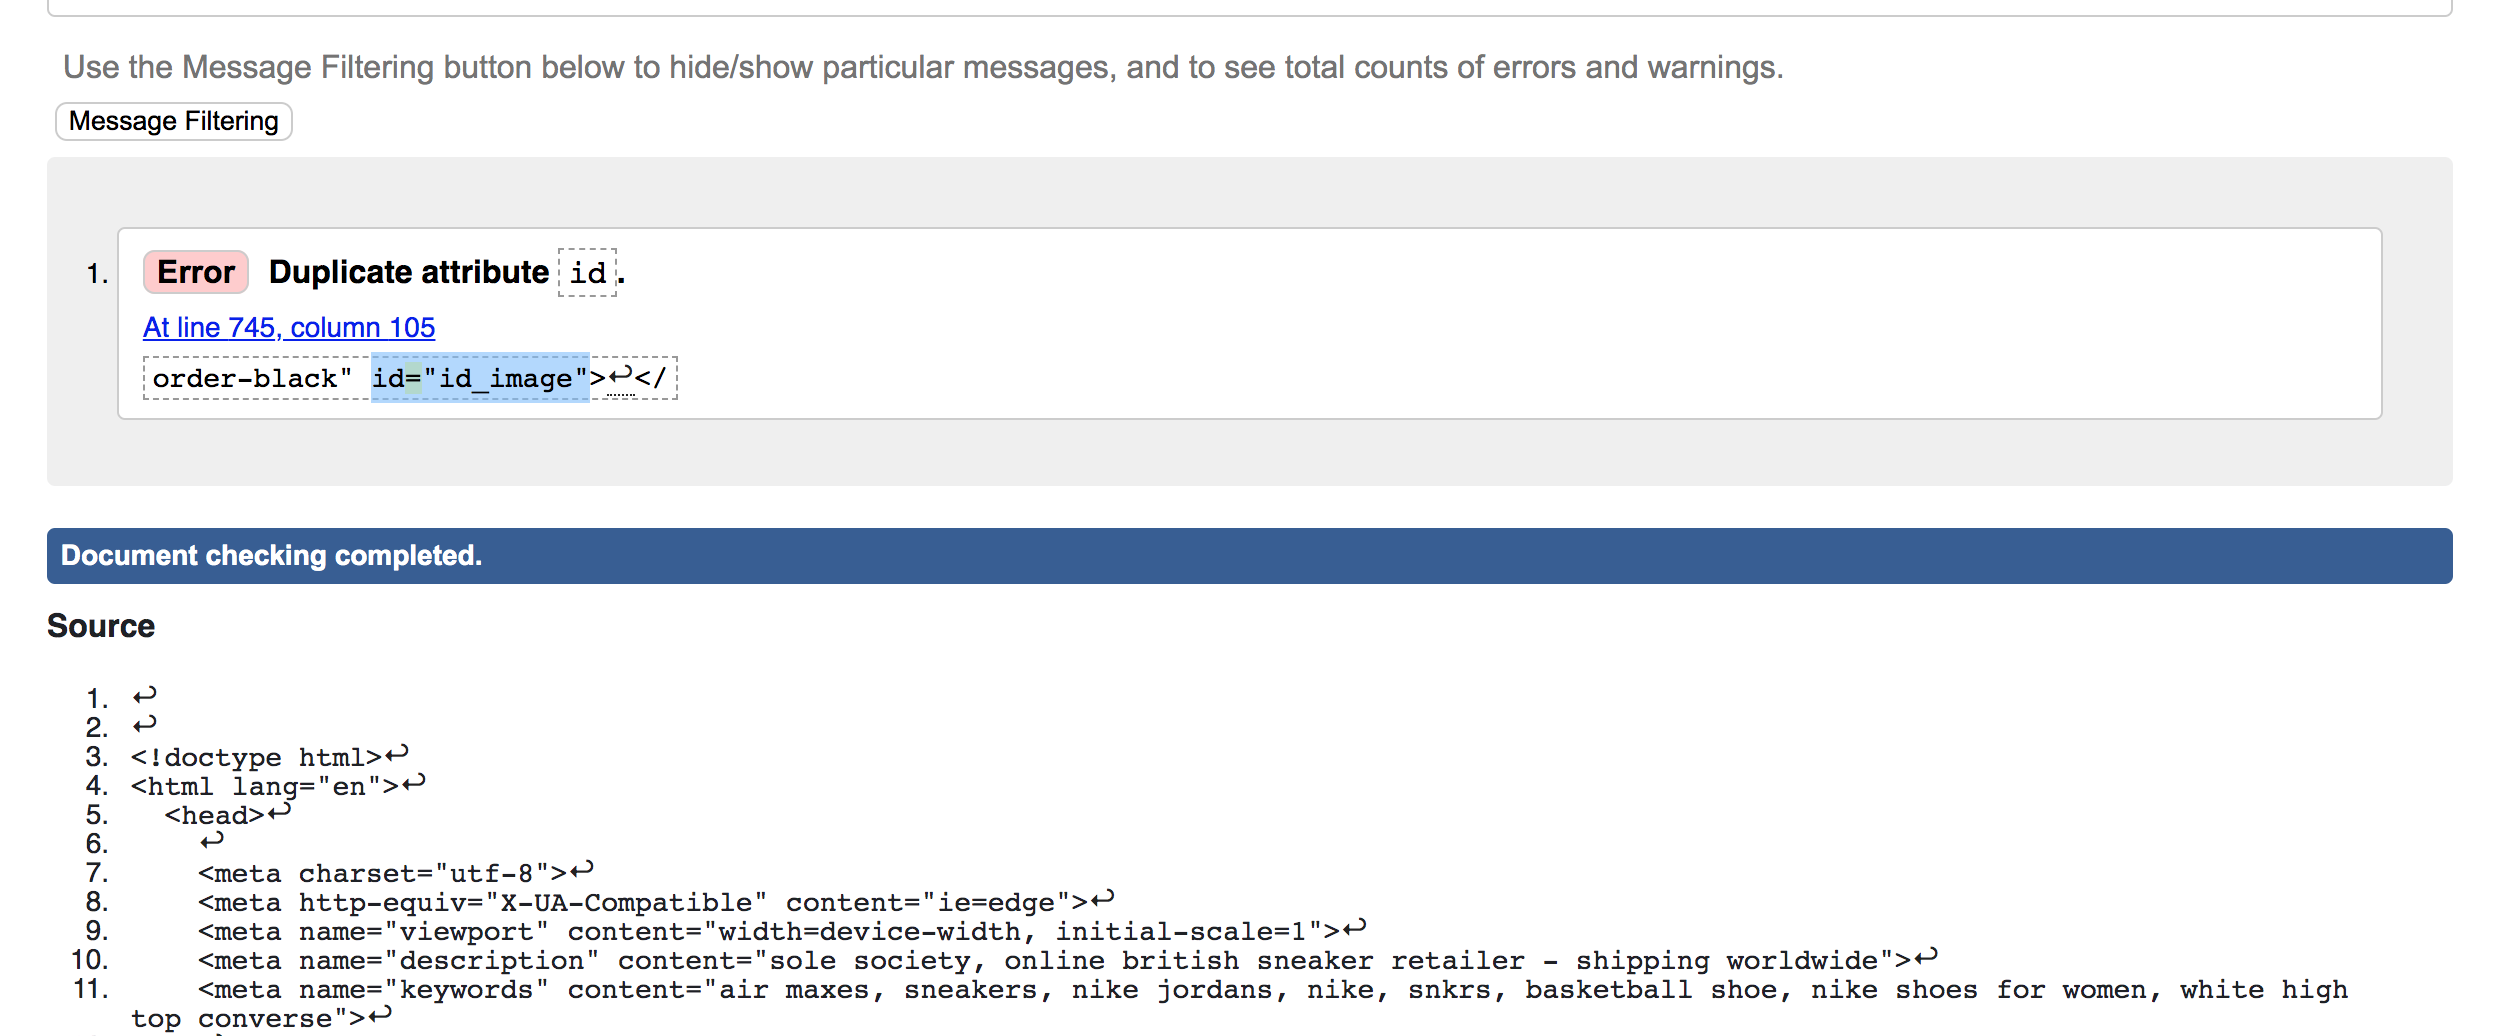 Use the Message Filtering button below to hide/show particular messages, and to see total counts of errors and warnings.
Message Filtering
1. Error Duplicate attribute id.
At line 745, column 105
order-black" id="id_image">↩</
Document checking completed.
Source
1. ↩
2. ↩
3. <!doctype html>↩
4. <html lang="en">↩
5. <head>↩
6. ↩
7. <meta charset="utf-8">↩
8. <meta http-equiv="X-UA-Compatible" content="ie=edge">↩
9. <meta name="viewport" content="width=device-width, initial-scale=1">↩
10. <meta name="description" content="sole society, online british sneaker retailer - shipping worldwide">↩
11. <meta name="keywords" content="air maxes, sneakers, nike jordans, nike, snkrs, basketball shoe, nike shoes for women, white high
top converse">↩